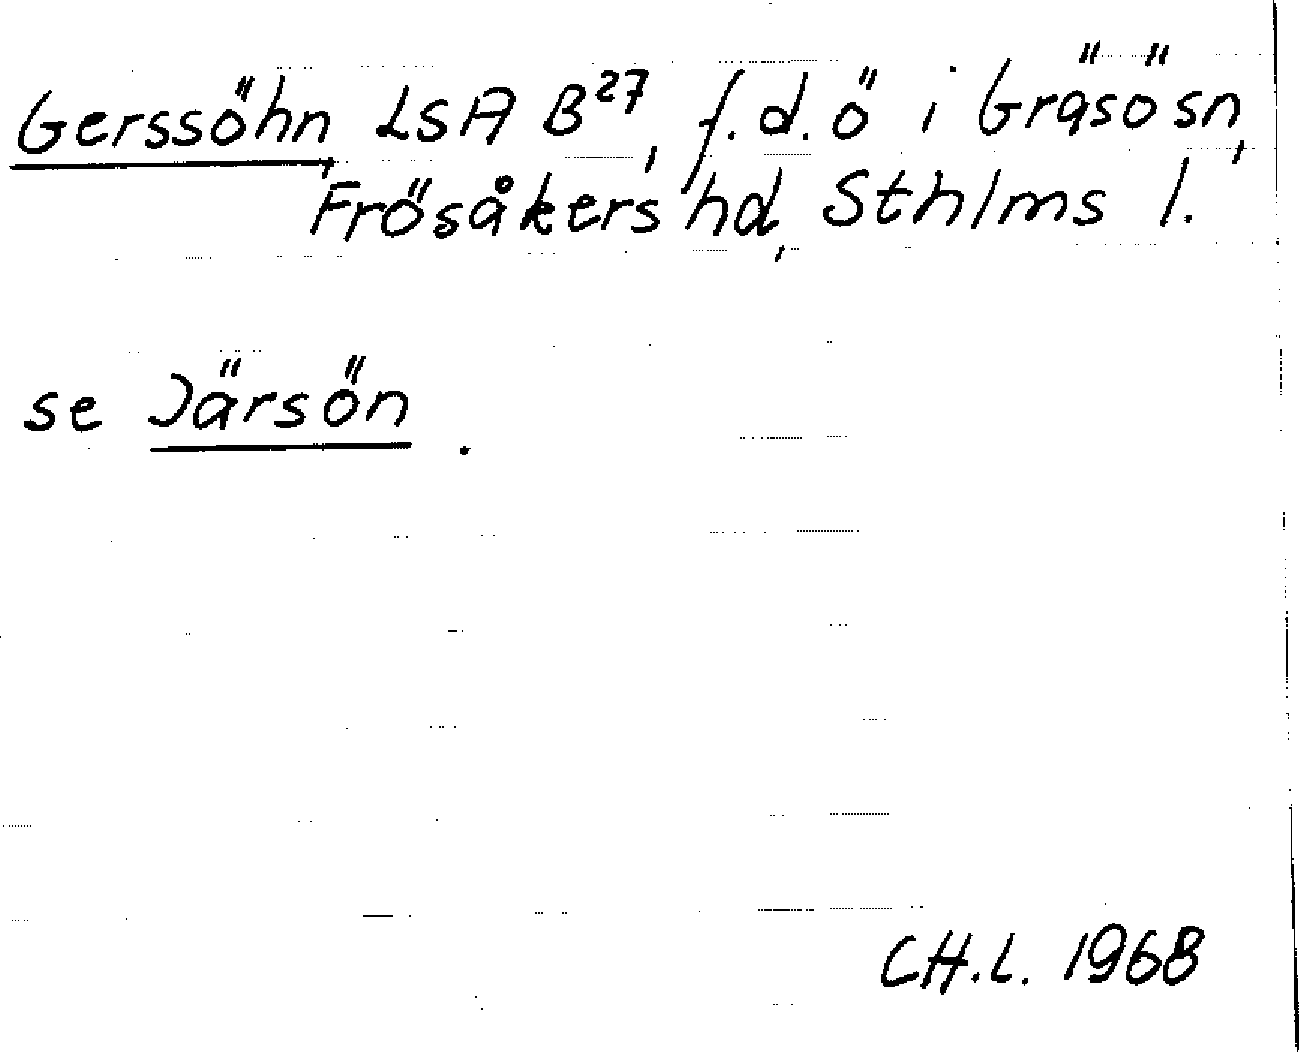 Gerssöhn, LSA B27, f.d.ö i Gräsö sn,
Frösåkers hd, Sthlms l.
se Järsön.
CH.L. 1968